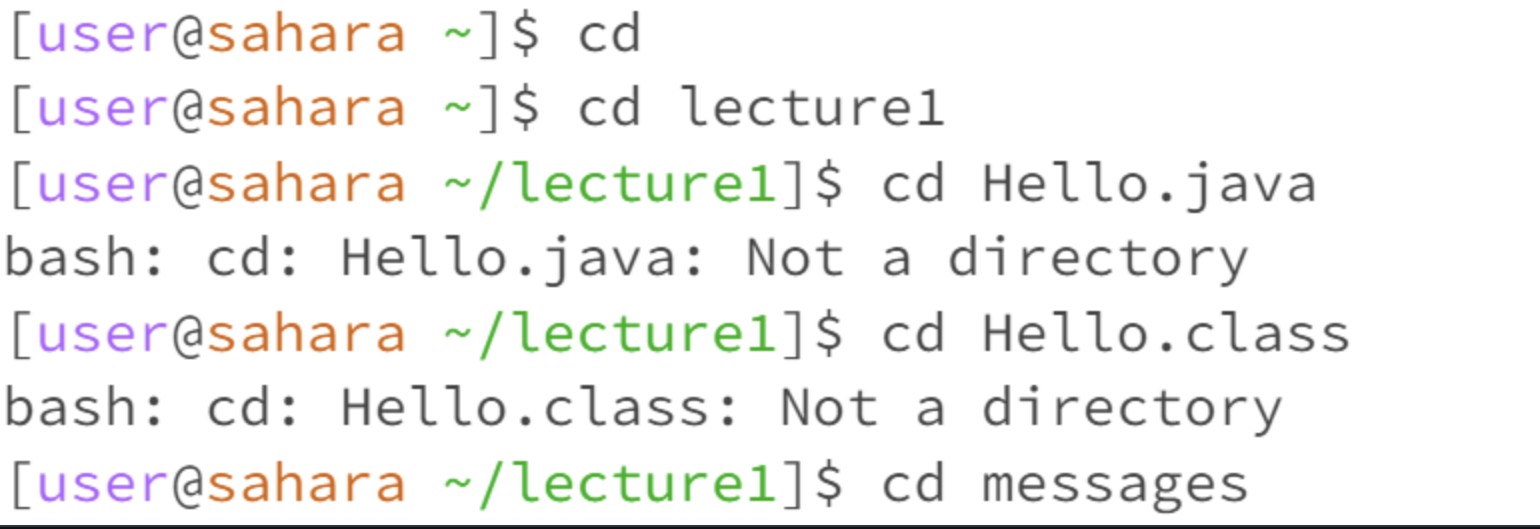 [user@sahara ~]$ cd
[user@sahara ~]$ cd lecture1
[user@sahara ~/lecture1]$ cd Hello.java
bash: cd: Hello.java: Not a directory
[user@sahara ~/lecture1]$ cd Hello.class
bash: cd: Hello.class: Not a directory
[user@sahara ~/lecture1]$ cd messages